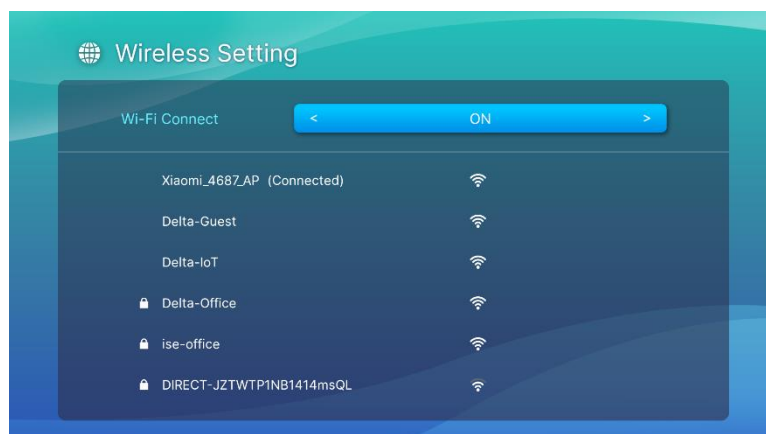 Wireless Setting
Wi-Fi Connect < ON >
Xiaomi_4687_AP (Connected)
Delta-Guest
Delta-IoT
Delta-Office
ise-office
DIRECT-JZTWTP1NB1414msQL